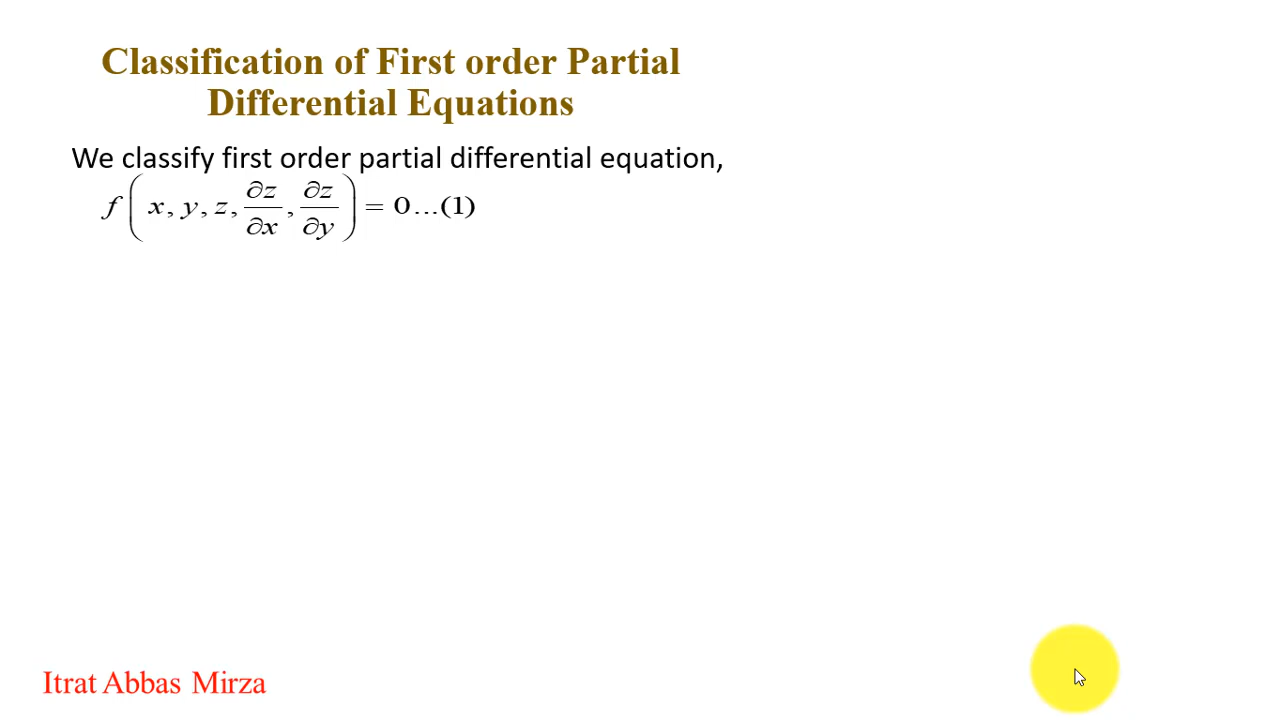 Classification of First order Partial
Differential Equations
We classify first order partial differential equation,
f(x, y, z, ∂z/∂x, ∂z/∂y) = 0...(1)
Itrat Abbas Mirza